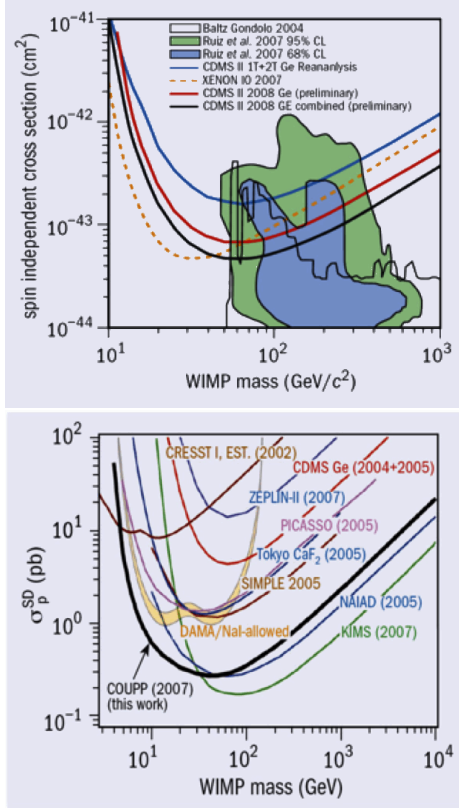 10⁻⁴¹
10⁻⁴²
10⁻⁴³
10⁻⁴⁴
spin independent cross section (cm²)
Baltz Gondolo 2004
Ruiz et al. 2007 95% CL
Ruiz et al. 2007 68% CL
CDMS II 1T+2T Ge Reananlysis
XENON IO 2007
CDMS II 2008 Ge (preliminary)
CDMS II 2008 GE combined (preliminary)
10¹ 10² 10³
WIMP mass (GeV/c²)
10²
10¹
10⁰
10⁻¹
σₚˢᴰ (pb)
CRESST I, EST. (2002)
CDMS Ge (2004+2005)
ZEPLIN-II (2007)
PICASSO (2005)
Tokyo CaF₂ (2005)
SIMPLE 2005
DAMA/NaI-allowed
NAIAD (2005)
KIMS (2007)
COUPP (2007)
(this work)
10¹ 10² 10³ 10⁴
WIMP mass (GeV)